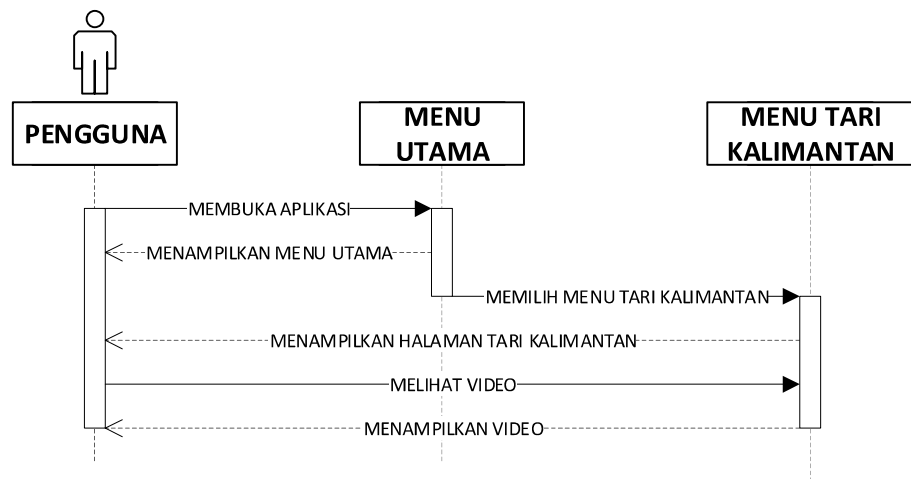 PENGGUNA
MENU
UTAMA
MENU TARI
KALIMANTAN
MEMBUKA APLIKASI
MENAMPILKAN MENU UTAMA
MEMILIH MENU TARI KALIMANTAN
MENAMPILKAN HALAMAN TARI KALIMANTAN
MELIHAT VIDEO
MENAMPILKAN VIDEO